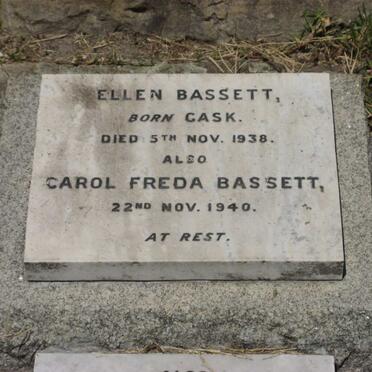 ELLEN BASSETT,
BORN GASK.
DIED 5TH NOV. 1938.
ALSO
CAROL FREDA BASSETT,
22ND NOV. 1940.
AT REST.